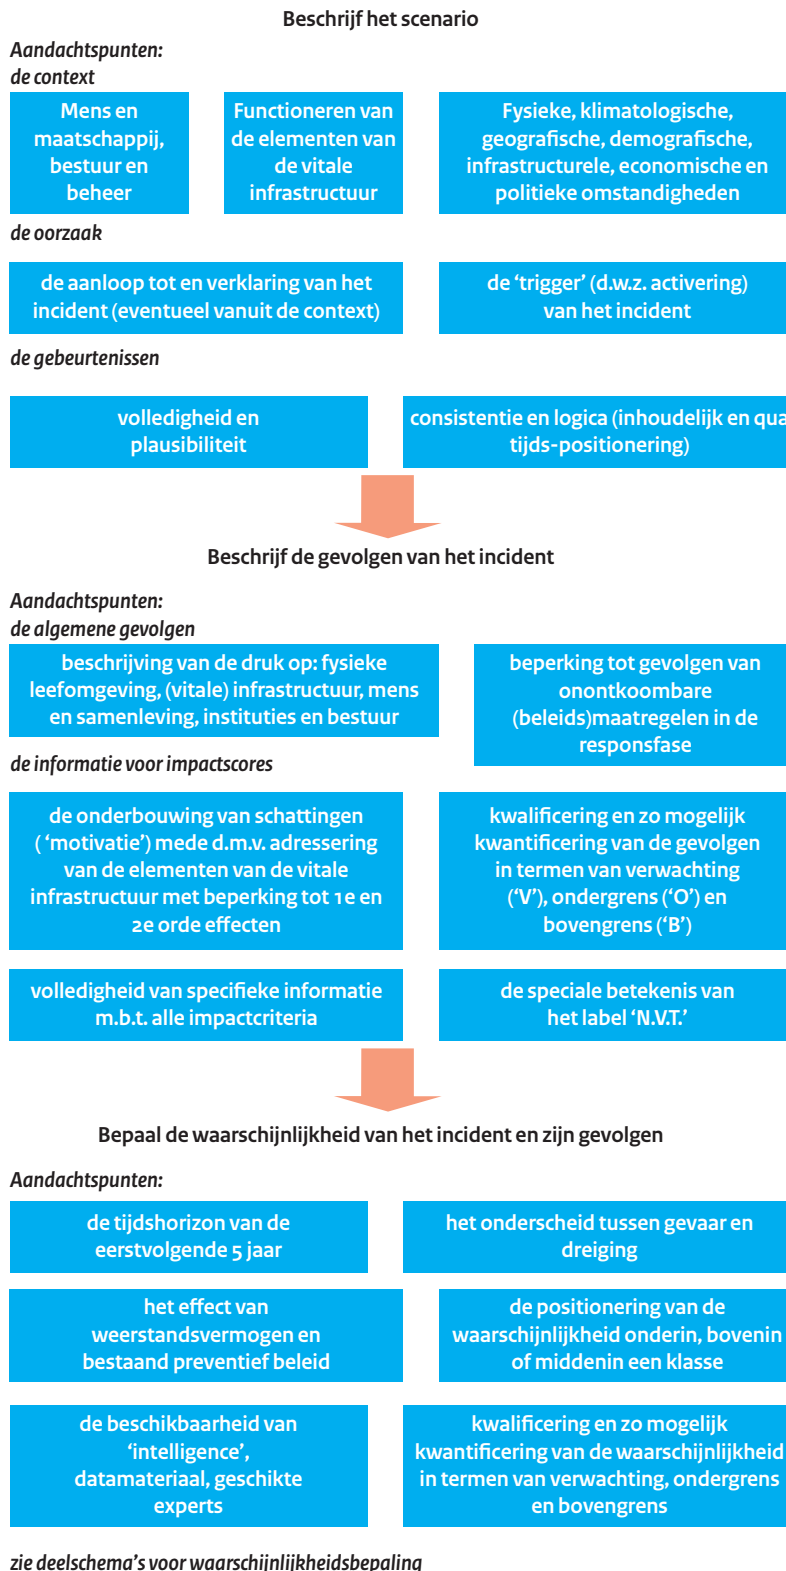 Beschrijf het scenario
Aandachtspunten:
de context
Mens en
maatschappij,
bestuur en
beheer
Functioneren van
de elementen van
de vitale
infrastructuur
Fysieke, klimatologische,
geografische, demografische,
infrastructurele, economische en
politieke omstandigheden
de oorzaak
de aanloop tot en verklaring van het
incident (eventueel vanuit de context)
de ‘trigger’ (d.w.z. activering)
van het incident
de gebeurtenissen
volledigheid en
plausibiliteit
consistentie en logica (inhoudelijk en qua
tijds-positionering)
Beschrijf de gevolgen van het incident
Aandachtspunten:
de algemene gevolgen
beschrijving van de druk op: fysieke
leefomgeving, (vitale) infrastructuur, mens
en samenleving, instituties en bestuur
beperking tot gevolgen van
onontkoombare
(beleids)maatregelen in de
responsfase
de informatie voor impactscores
de onderbouwing van schattingen
( ‘motivatie’) mede d.m.v. adressering
van de elementen van de vitale
infrastructuur met beperking tot 1e en
2e orde effecten
kwalificering en zo mogelijk
kwantificering van de gevolgen
in termen van verwachting
(‘V’), ondergrens (‘O’) en
bovengrens (‘B’)
volledigheid van specifieke informatie
m.b.t. alle impactcriteria
de speciale betekenis van
het label ‘N.V.T.’
Bepaal de waarschijnlijkheid van het incident en zijn gevolgen
Aandachtspunten:
de tijdshorizon van de
eerstvolgende 5 jaar
het onderscheid tussen gevaar en
dreiging
het effect van
weerstandsvermogen en
bestaand preventief beleid
de positionering van de
waarschijnlijkheid onderin, bovenin
of middenin een klasse
de beschikbaarheid van
‘intelligence’,
datamateriaal, geschikte
experts
kwalificering en zo mogelijk
kwantificering van de waarschijnlijkheid
in termen van verwachting, ondergrens
en bovengrens
zie deelschema’s voor waarschijnlijkheidsbepaling